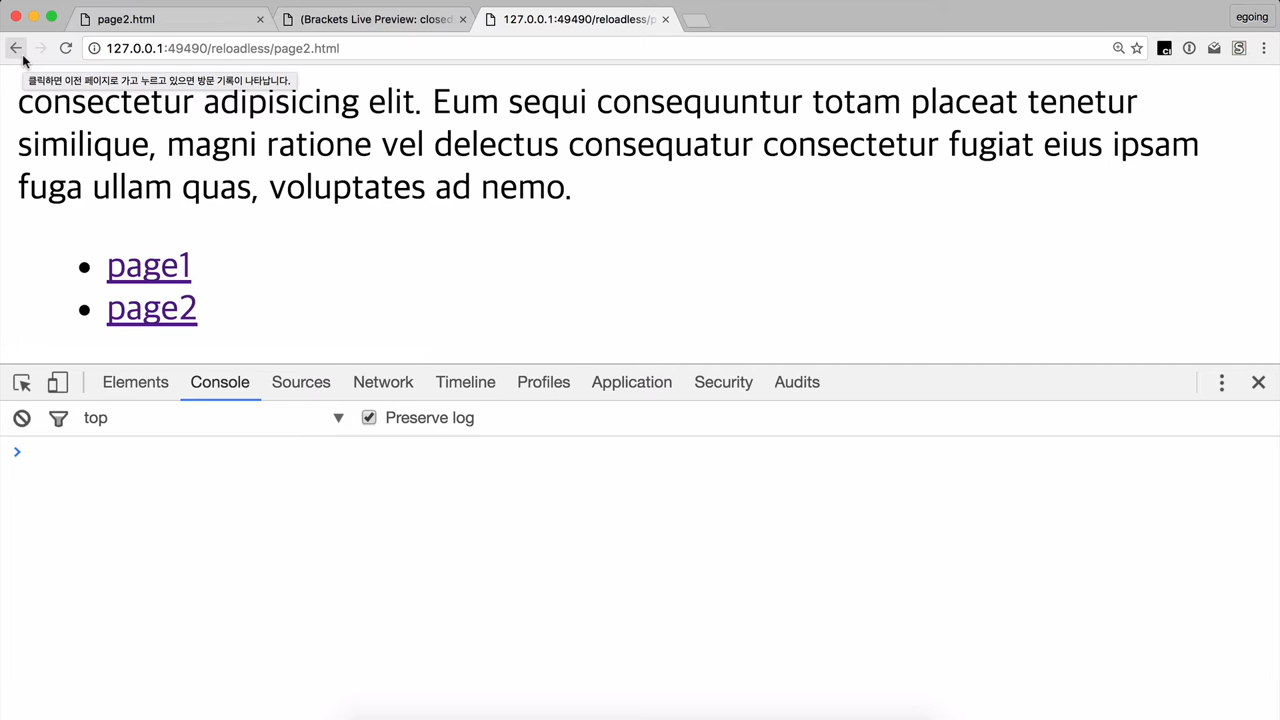 page2.html
(Brackets Live Preview: closed
127.0.0.1:49490/reloadless/p
egoing
127.0.0.1:49490/reloadless/page2.html
클릭하면 이전 페이지로 가고 누르고 있으면 방문 기록이 나타납니다.
consectetur adipisicing elit. Eum sequi consequuntur totam placeat tenetur
similique, magni ratione vel delectus consequatur consectetur fugiat eius ipsam
fuga ullam quas, voluptates ad nemo.
page1
page2
Elements Console Sources Network Timeline Profiles Application Security Audits
top Preserve log